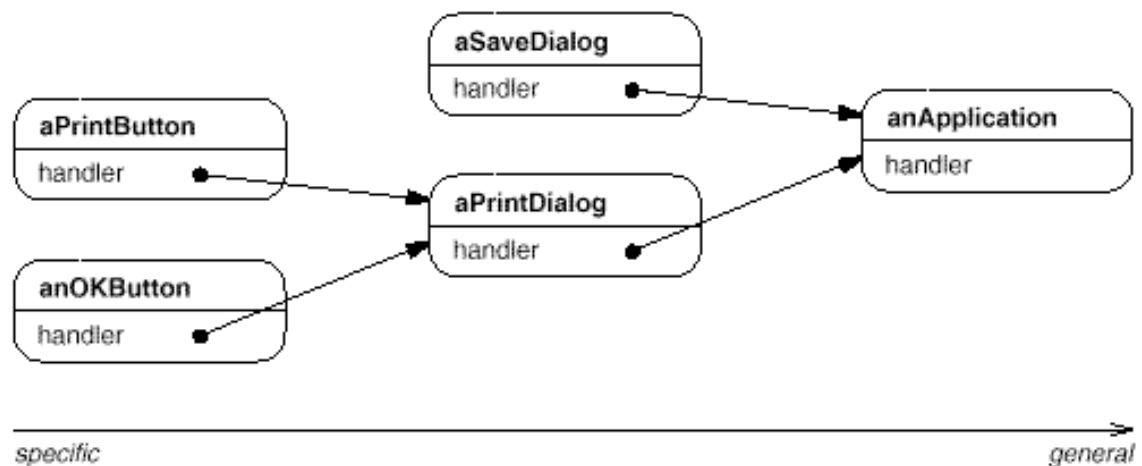 aSaveDialog
handler
aPrintButton
handler
anApplication
handler
aPrintDialog
handler
anOKButton
handler
specific
general